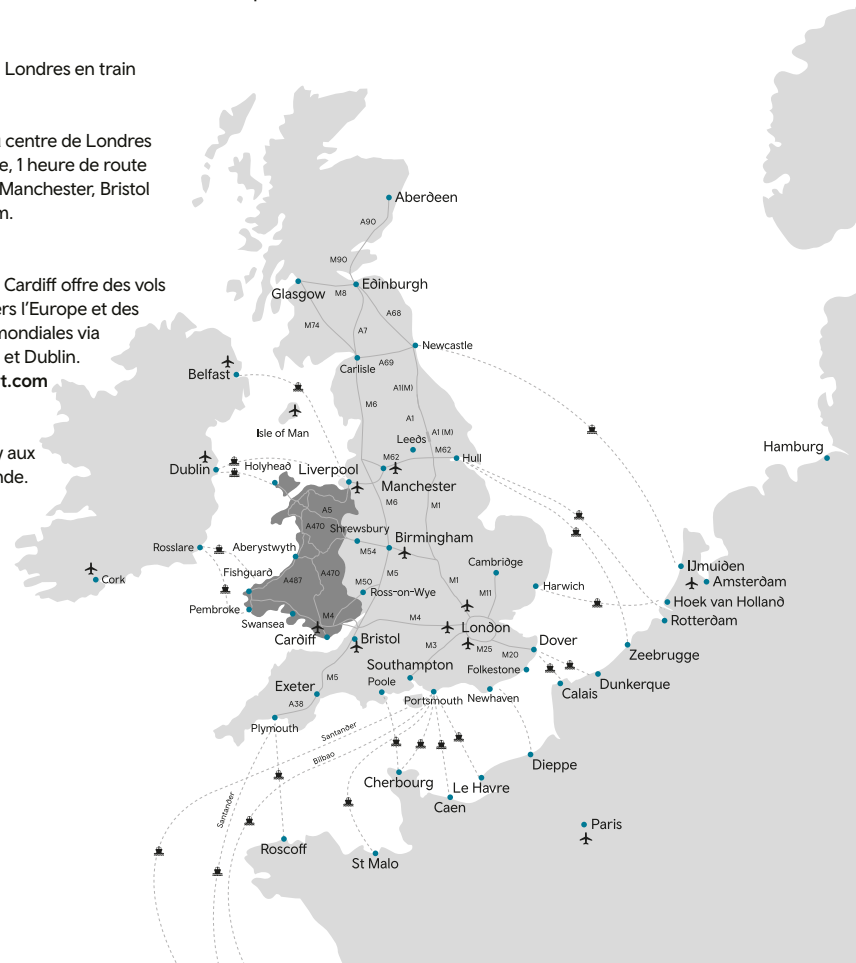 Londres en train
centre de Londres
e, 1 heure de route
Manchester, Bristol
m.
Cardiff offre des vols
ers l’Europe et des
mondiales via
et Dublin.
t.com
y aux
nde.
Aberdeen
A90
M90
Glasgow
M8
Edinburgh
M74
A7
A68
Newcastle
A69
Carlisle
Belfast
A1(M)
M6
A1
Isle of Man
A1 (M)
Leeds
M62
M62
Hull
Hamburg
Dublin
Holyhead
Liverpool
Manchester
A5
M6
M1
A470
Shrewsbury
Birmingham
Rosslare
Aberystwyth
M54
Cambridge
IJmuiden
Cork
Fishguard
A487
A470
M50
M5
M1
M11
Harwich
Amsterdam
Ross-on-Wye
Hoek van Holland
Pembroke
M4
M4
Rotterdam
Swansea
London
Cardiff
Bristol
M3
M25
M20
Dover
Zeebrugge
Southampton
Folkestone
Dunkerque
M5
Exeter
Poole
Calais
A38
Portsmouth
Newhaven
Plymouth
Santander
Bilbao
Santander
Dieppe
Cherbourg
Le Havre
Caen
Paris
Roscoff
St Malo